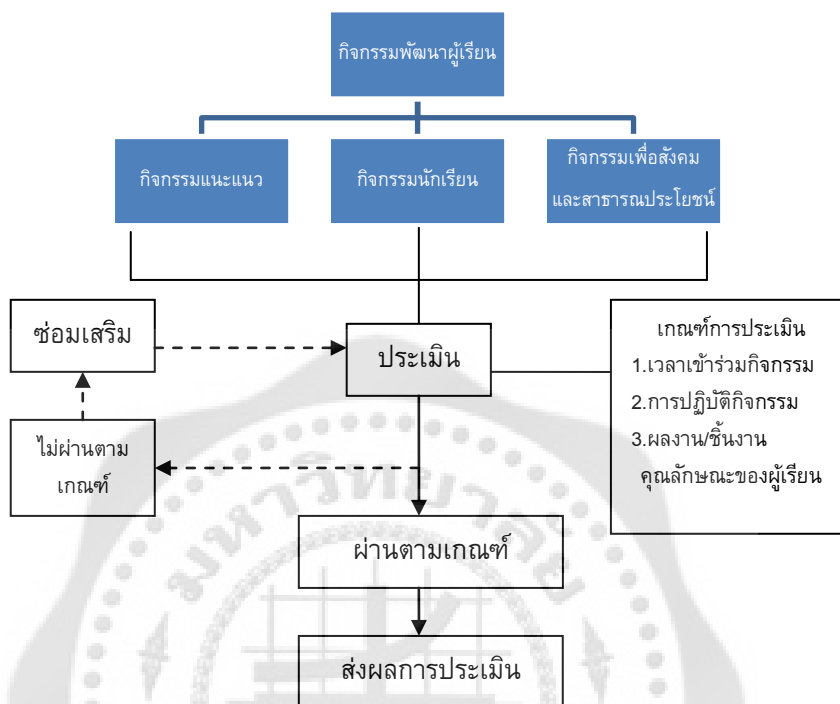 กิจกรรมพัฒนาผู้เรียน
กิจกรรมแนะแนว
กิจกรรมนักเรียน
กิจกรรมเพื่อสังคม
และสาธารณประโยชน์
ซ่อมเสริม
ประเมิน
เกณฑ์การประเมิน
1.เวลาเข้าร่วมกิจกรรม
2.การปฏิบัติกิจกรรม
3.ผลงาน/ชิ้นงาน
คุณลักษณะของผู้เรียน
ไม่ผ่านตาม
เกณฑ์
มหาวิทยาลัย
ผ่านตามเกณฑ์
ส่งผลการประเมิน